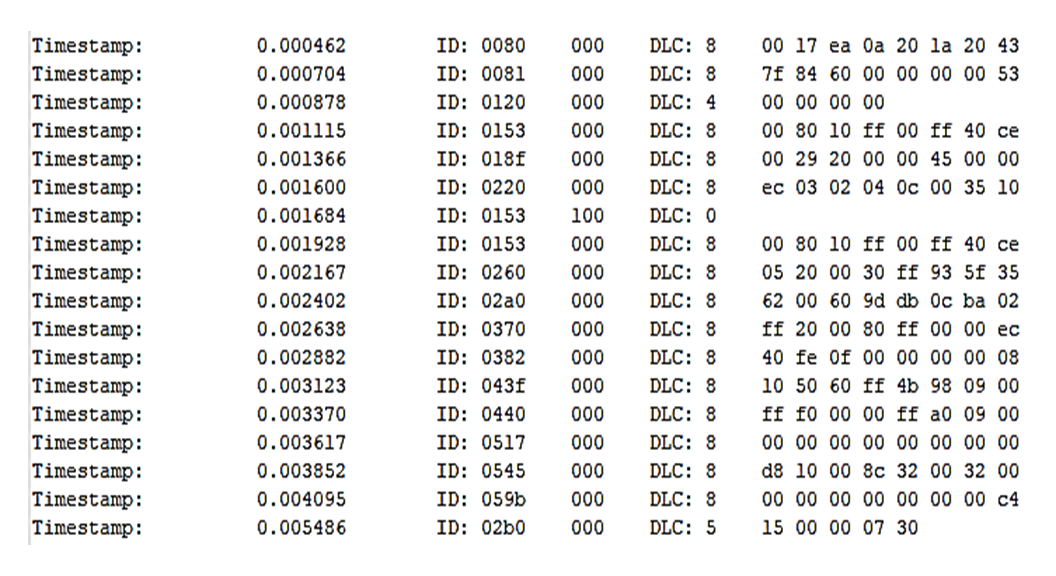 Timestamp: 0.000462 ID: 0080 000 DLC: 8 00 17 ea 0a 20 1a 20 43
Timestamp: 0.000704 ID: 0081 000 DLC: 8 7f 84 60 00 00 00 00 53
Timestamp: 0.000878 ID: 0120 000 DLC: 4 00 00 00 00
Timestamp: 0.001115 ID: 0153 000 DLC: 8 00 80 10 ff 00 ff 40 ce
Timestamp: 0.001366 ID: 018f 000 DLC: 8 00 29 20 00 00 45 00 00
Timestamp: 0.001600 ID: 0220 000 DLC: 8 ec 03 02 04 0c 00 35 10
Timestamp: 0.001684 ID: 0153 100 DLC: 0
Timestamp: 0.001928 ID: 0153 000 DLC: 8 00 80 10 ff 00 ff 40 ce
Timestamp: 0.002167 ID: 0260 000 DLC: 8 05 20 00 30 ff 93 5f 35
Timestamp: 0.002402 ID: 02a0 000 DLC: 8 62 00 60 9d db 0c ba 02
Timestamp: 0.002638 ID: 0370 000 DLC: 8 ff 20 00 80 ff 00 00 ec
Timestamp: 0.002882 ID: 0382 000 DLC: 8 40 fe 0f 00 00 00 00 08
Timestamp: 0.003123 ID: 043f 000 DLC: 8 10 50 60 ff 4b 98 09 00
Timestamp: 0.003370 ID: 0440 000 DLC: 8 ff f0 00 00 ff a0 09 00
Timestamp: 0.003617 ID: 0517 000 DLC: 8 00 00 00 00 00 00 00 00
Timestamp: 0.003852 ID: 0545 000 DLC: 8 d8 10 00 8c 32 00 32 00
Timestamp: 0.004095 ID: 059b 000 DLC: 8 00 00 00 00 00 00 00 c4
Timestamp: 0.005486 ID: 02b0 000 DLC: 5 15 00 00 07 30